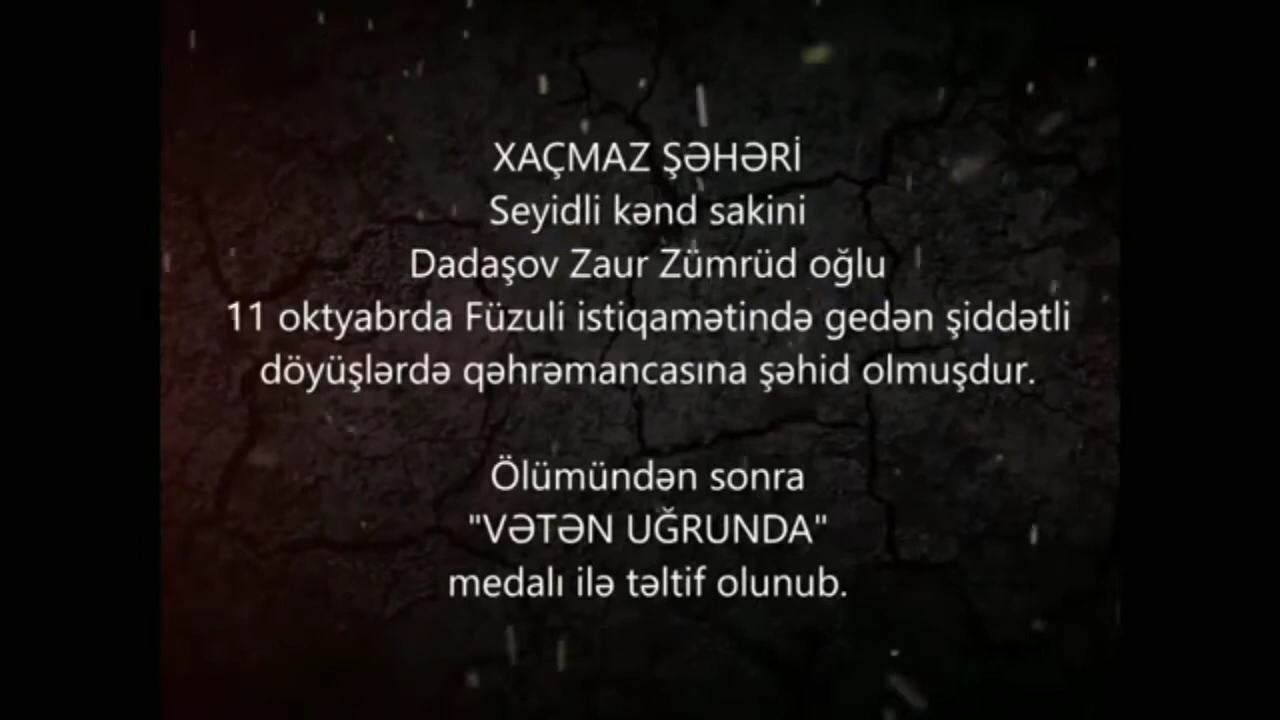 XAÇMAZ ŞƏHƏRİ
Seyidli kənd sakini
Dadaşov Zaur Zümrüd oğlu
11 oktyabrda Füzuli istiqamətində gedən şiddətli
döyüşlərdə qəhrəmancasına şəhid olmuşdur.
Ölümündən sonra
"VƏTƏN UĞRUNDA"
medalı ilə təltif olunub.